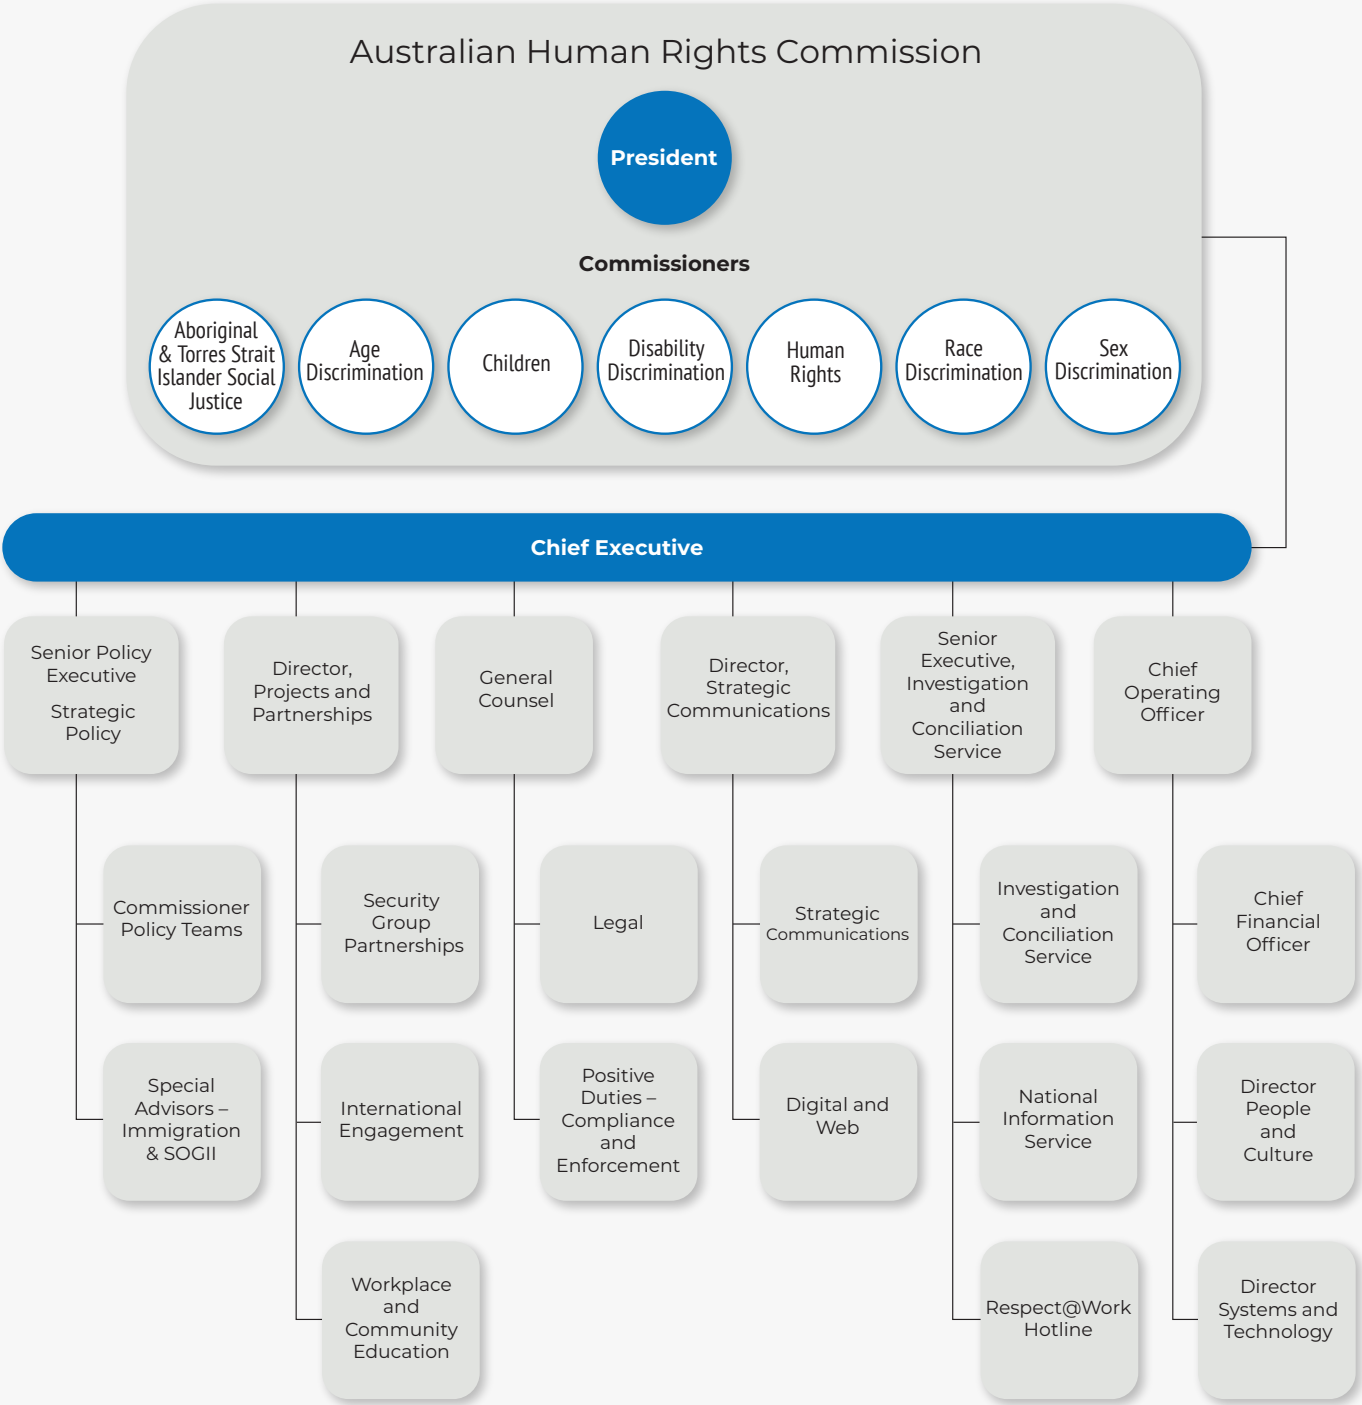 Australian Human Rights Commission
President
Commissioners
Aboriginal
& Torres Strait
Islander Social
Justice
Age
Discrimination
Children
Disability
Discrimination
Human
Rights
Race
Discrimination
Sex
Discrimination
Chief Executive
Senior Policy
Executive
Strategic
Policy
Director,
Projects and
Partnerships
General
Counsel
Director,
Strategic
Communications
Senior
Executive,
Investigation
and
Conciliation
Service
Chief
Operating
Officer
Commissioner
Policy Teams
Security
Group
Partnerships
Legal
Strategic
Communications
Investigation
and
Conciliation
Service
Chief
Financial
Officer
Special
Advisors –
Immigration
& SOGII
International
Engagement
Positive
Duties –
Compliance
and
Enforcement
Digital and
Web
National
Information
Service
Director
People
and
Culture
Workplace
and
Community
Education
Respect@Work
Hotline
Director
Systems and
Technology